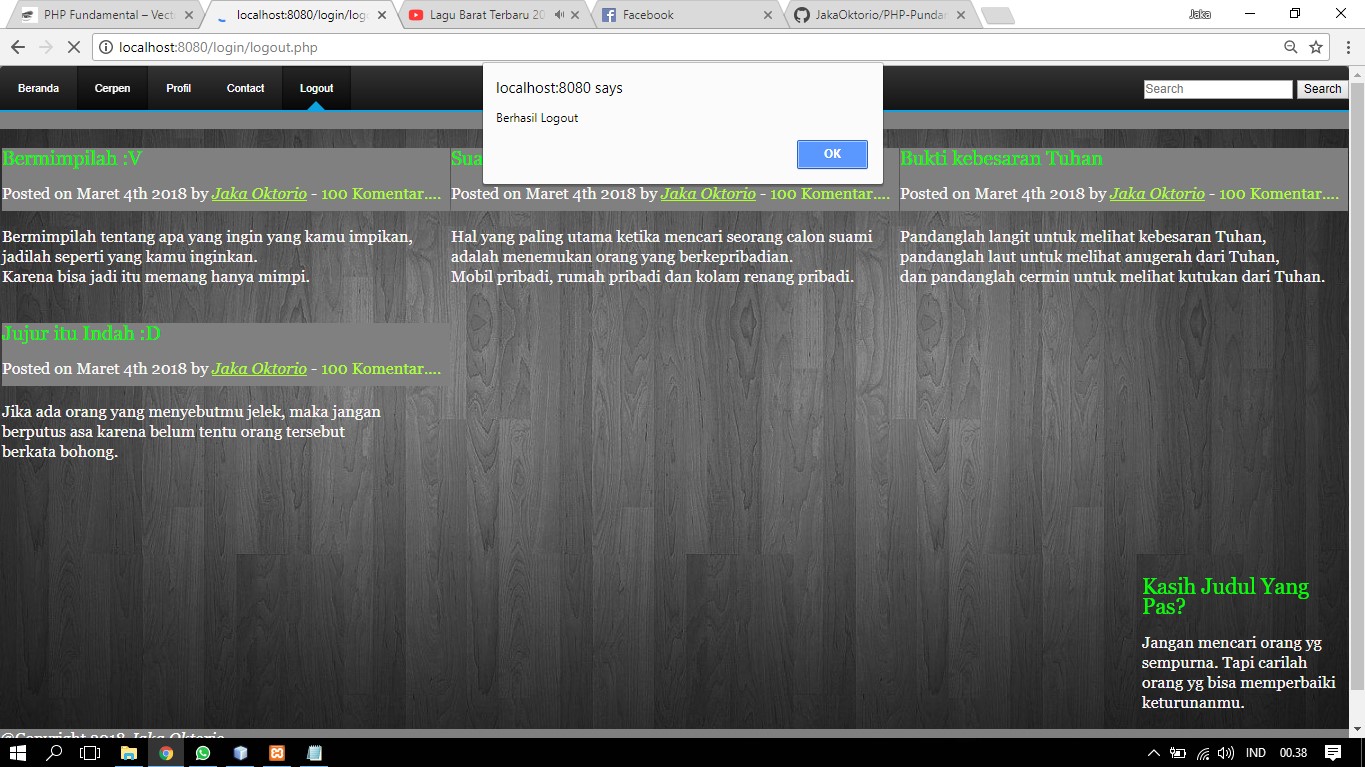 PHP Fundamental – Vect
localhost:8080/login/log
Lagu Barat Terbaru 20
Facebook
JakaOktorio/PHP-Pundar
Jaka
localhost:8080/login/logout.php
Beranda
Cerpen
Profil
Contact
Logout
Search
Search
localhost:8080 says
Berhasil Logout
OK
Bermimpilah :V
Posted on Maret 4th 2018 by Jaka Oktorio - 100 Komentar....
Bermimpilah tentang apa yang ingin yang kamu impikan,
jadilah seperti yang kamu inginkan.
Karena bisa jadi itu memang hanya mimpi.
Posted on Maret 4th 2018 by Jaka Oktorio - 100 Komentar....
Hal yang paling utama ketika mencari seorang calon suami
adalah menemukan orang yang berkepribadian.
Mobil pribadi, rumah pribadi dan kolam renang pribadi.
Bukti kebesaran Tuhan
Posted on Maret 4th 2018 by Jaka Oktorio - 100 Komentar....
Pandanglah langit untuk melihat kebesaran Tuhan,
pandanglah laut untuk melihat anugerah dari Tuhan,
dan pandanglah cermin untuk melihat kutukan dari Tuhan.
Jujur itu Indah :D
Posted on Maret 4th 2018 by Jaka Oktorio - 100 Komentar....
Jika ada orang yang menyebutmu jelek, maka jangan
berputus asa karena belum tentu orang tersebut
berkata bohong.
Kasih Judul Yang
Pas?
Jangan mencari orang yg
sempurna. Tapi carilah
orang yg bisa memperbaiki
keturunanmu.
@Copyright 2018 Jaka Oktorio
IND
00.38